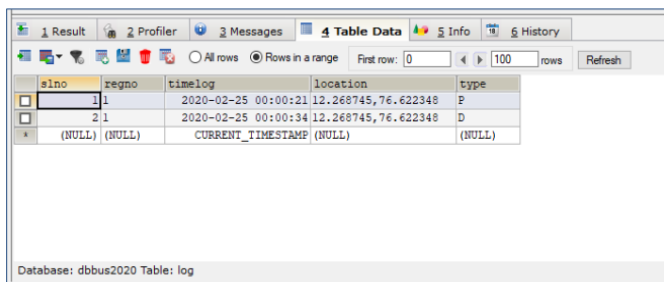 1 Result 2 Profiler 3 Messages 4 Table Data 5 Info 6 History
All rows Rows in a range First row: 0 100 rows Refresh
slno regno timelog location type
1 1 2020-02-25 00:00:21 12.268745,76.622348 P
2 1 2020-02-25 00:00:34 12.268745,76.622348 D
* (NULL) (NULL) CURRENT_TIMESTAMP (NULL) (NULL)
Database: dbbus2020 Table: log